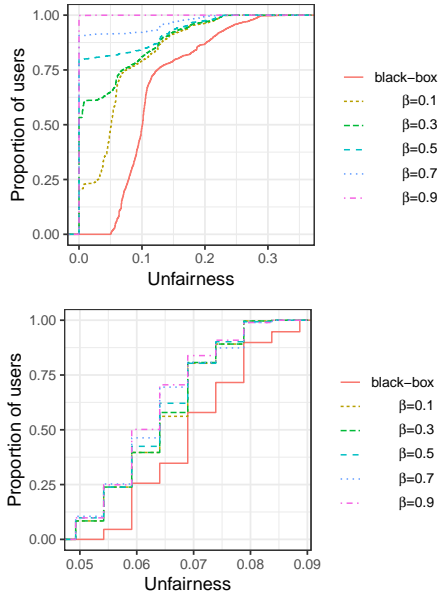 1.00
0.75
0.50
0.25
0.00
Proportion of users
0.0
0.1
0.2
0.3
Unfairness
black−box
β=0.1
β=0.3
β=0.5
β=0.7
β=0.9
1.00
0.75
0.50
0.25
0.00
Proportion of users
0.05
0.06
0.07
0.08
0.09
Unfairness
black−box
β=0.1
β=0.3
β=0.5
β=0.7
β=0.9